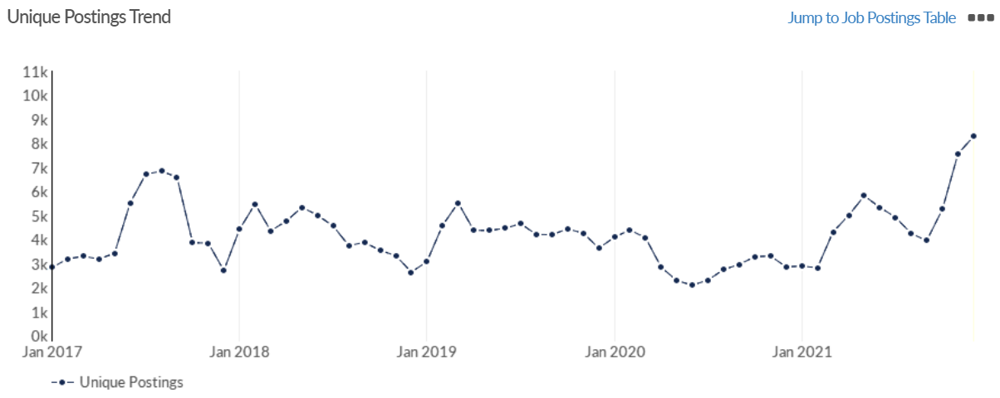 Unique Postings Trend
Jump to Job Postings Table
11k
10k
9k
8k
7k
6k
5k
4k
3k
2k
1k
0k
Jan 2017 Jan 2018 Jan 2019 Jan 2020 Jan 2021
Unique Postings